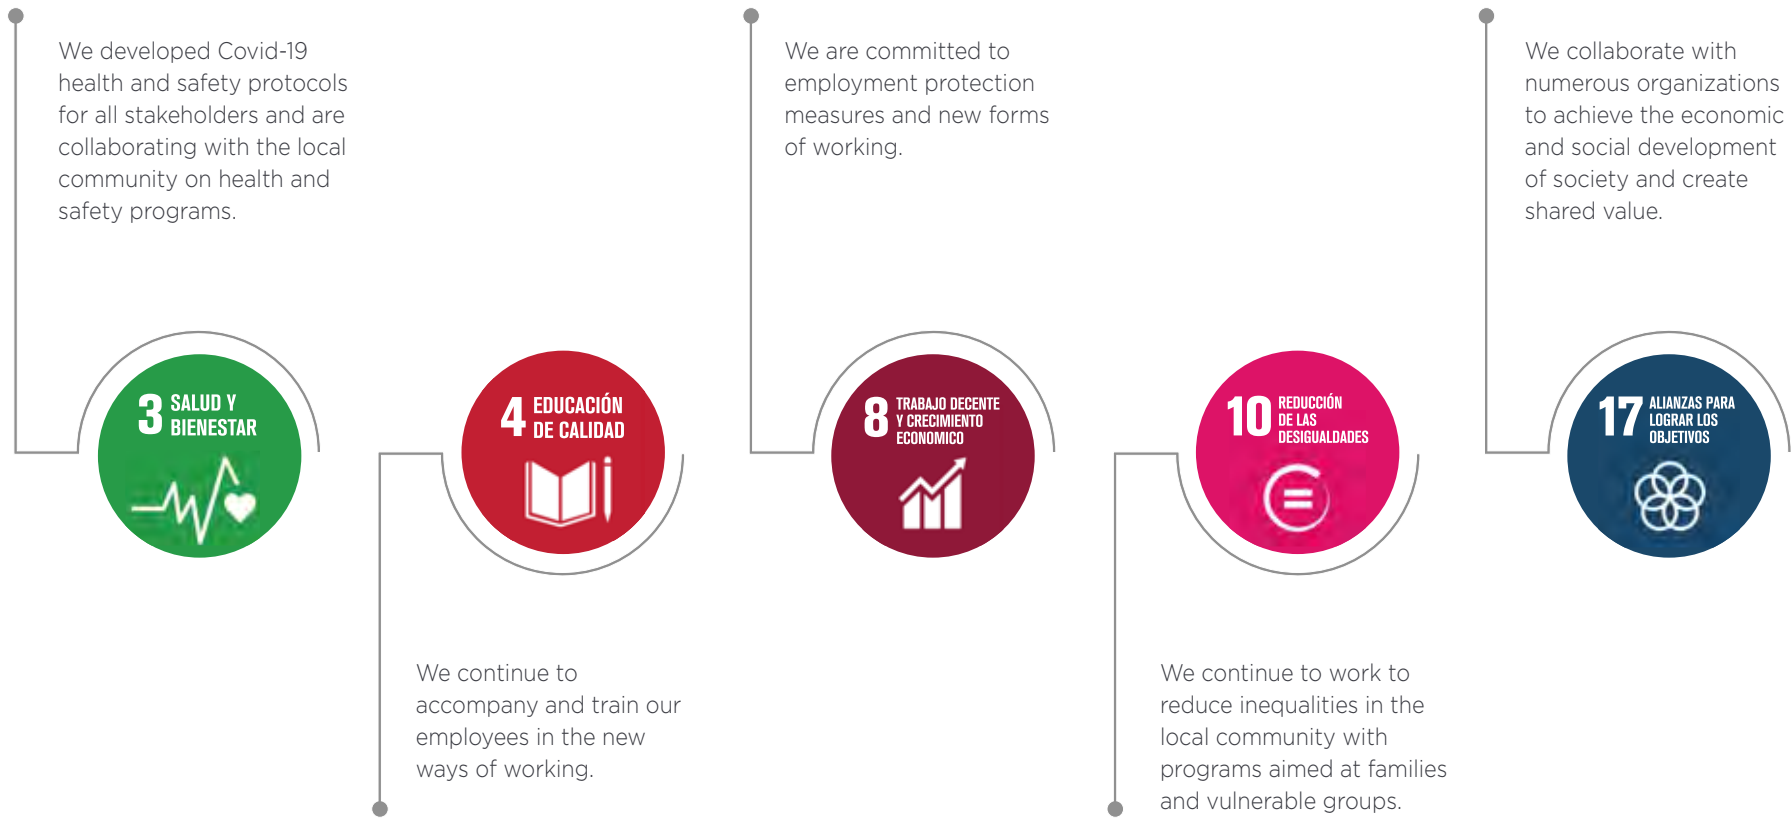 We developed Covid-19
health and safety protocols
for all stakeholders and are
collaborating with the local
community on health and
safety programs.
3 SALUD Y
BIENESTAR
4 EDUCACIÓN
DE CALIDAD
We continue to
accompany and train our
employees in the new
ways of working.
We are committed to
employment protection
measures and new forms
of working.
8 TRABAJO DECENTE
Y CRECIMIENTO
ECONOMICO
10 REDUCCIÓN
DE LAS
DESIGUALDADES
We continue to work to
reduce inequalities in the
local community with
programs aimed at families
and vulnerable groups.
We collaborate with
numerous organizations
to achieve the economic
and social development
of society and create
shared value.
17 ALIANZAS PARA
LOGRAR LOS
OBJETIVOS